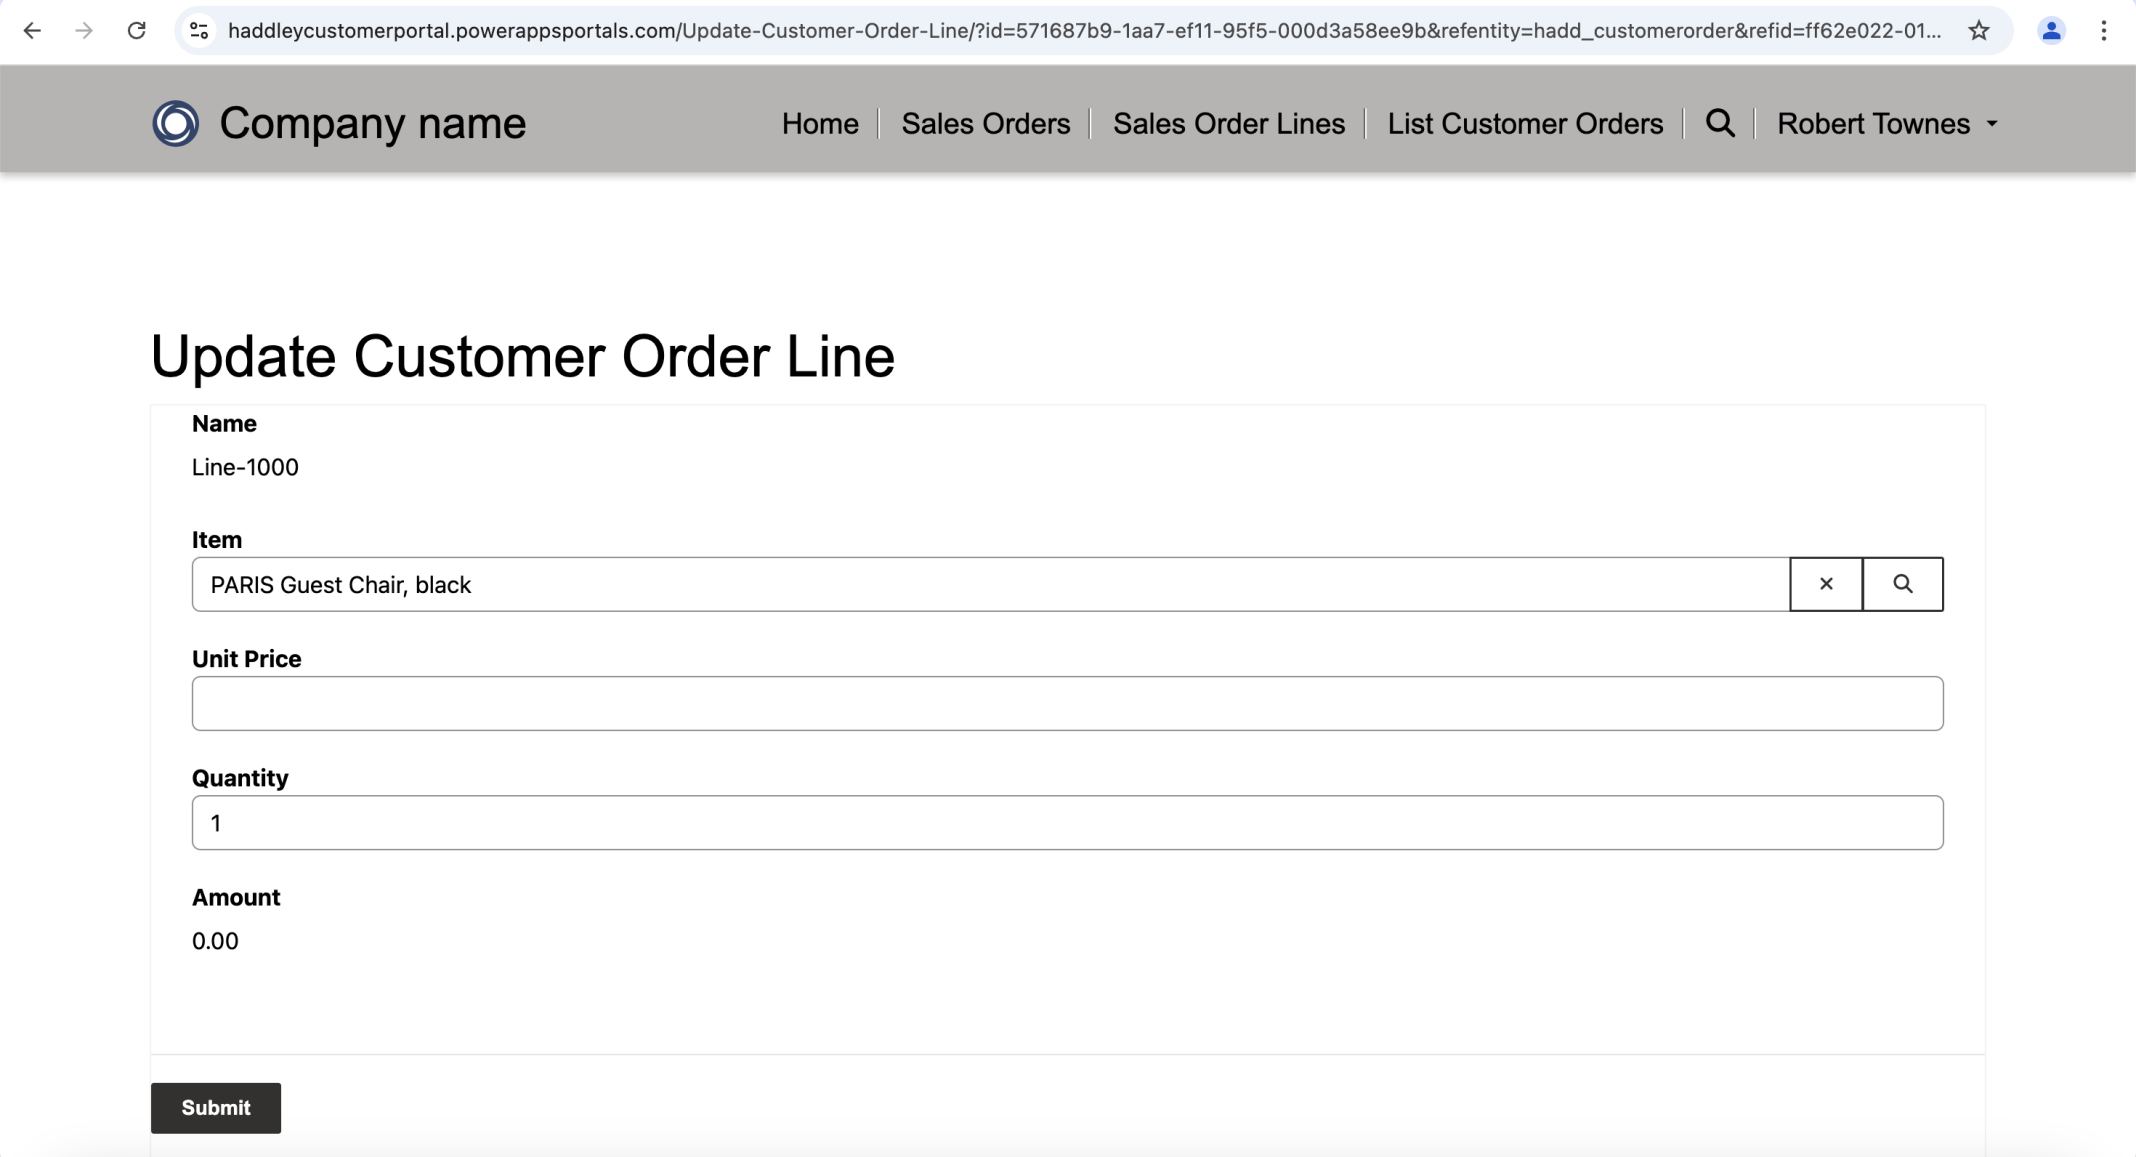 haddleycustomerportal.powerappsportals.com/Update-Customer-Order-Line/?id=571687b9-1aa7-ef11-95f5-000d3a58ee9b&refentity=hadd_customerorder&refid=ff62e022-01...
Company name
Home
Sales Orders
Sales Order Lines
List Customer Orders
Robert Townes
Update Customer Order Line
Name
Line-1000
Item
PARIS Guest Chair, black
Unit Price
Quantity
1
Amount
0.00
Submit